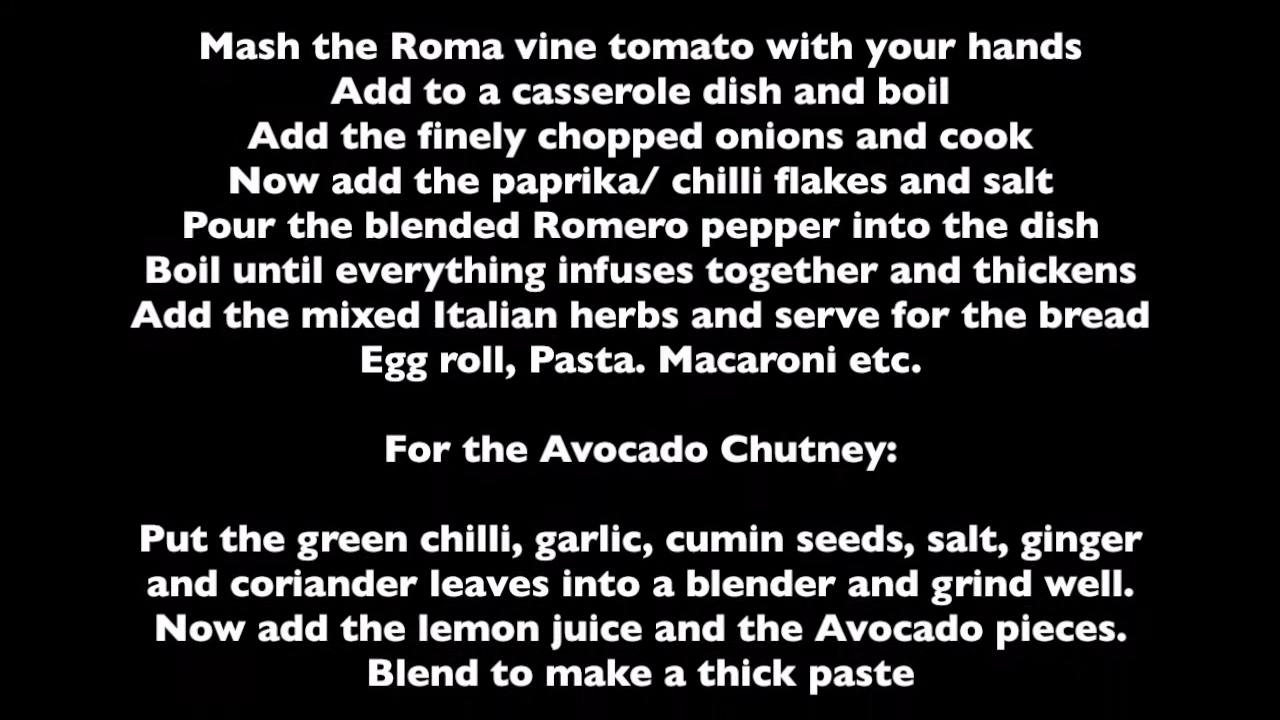 Mash the Roma vine tomato with your hands
Add to a casserole dish and boil
Add the finely chopped onions and cook
Now add the paprika/ chilli flakes and salt
Pour the blended Romero pepper into the dish
Boil until everything infuses together and thickens
Add the mixed Italian herbs and serve for the bread
Egg roll, Pasta. Macaroni etc.
For the Avocado Chutney:
Put the green chilli, garlic, cumin seeds, salt, ginger
and coriander leaves into a blender and grind well.
Now add the lemon juice and the Avocado pieces.
Blend to make a thick paste